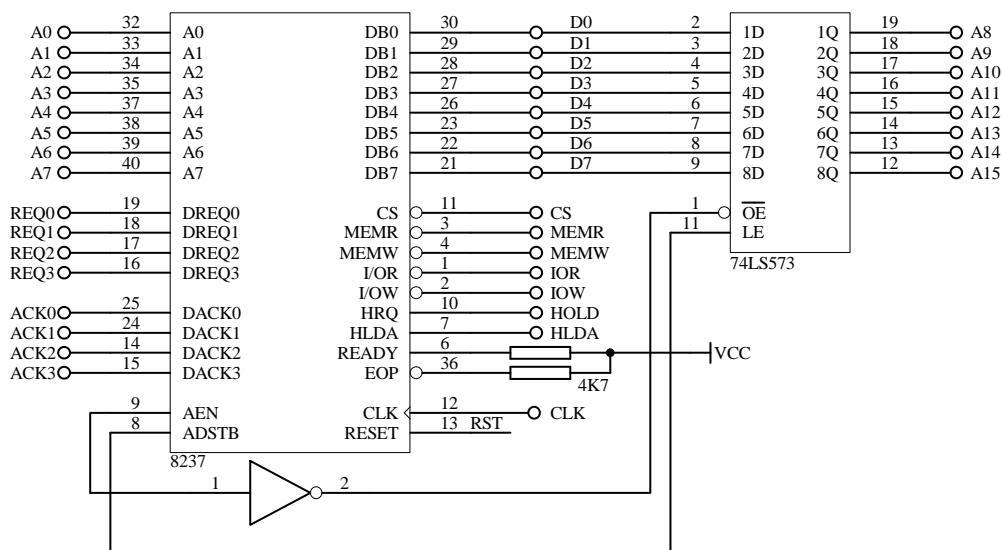 A0 32 A0 DB0 30 D0 2 1D 1Q 19 A8
A1 33 A1 DB1 29 D1 3 2D 2Q 18 A9
A2 34 A2 DB2 28 D2 4 3D 3Q 17 A10
A3 35 A3 DB3 27 D3 5 4D 4Q 16 A11
A4 37 A4 DB4 26 D4 6 5D 5Q 15 A12
A5 38 A5 DB5 23 D5 7 6D 6Q 14 A13
A6 39 A6 DB6 22 D6 8 7D 7Q 13 A14
A7 40 A7 DB7 21 D7 9 8D 8Q 12 A15
REQ0 19 DREQ0 CS 11 CS 1 OE
REQ1 18 DREQ1 MEMR 3 MEMR 11 LE
REQ2 17 DREQ2 MEMW 4 MEMW 74LS573
REQ3 16 DREQ3 I/OR 1 IOR
I/OW 2 IOW
ACK0 25 DACK0 HRQ 10 HOLD
ACK1 24 DACK1 HLDA 7 HLDA
ACK2 14 DACK2 READY 6 VCC
ACK3 15 DACK3 EOP 36 4K7
9 AEN CLK 12 CLK
8 ADSTB RESET 13 RST
8237
1 2